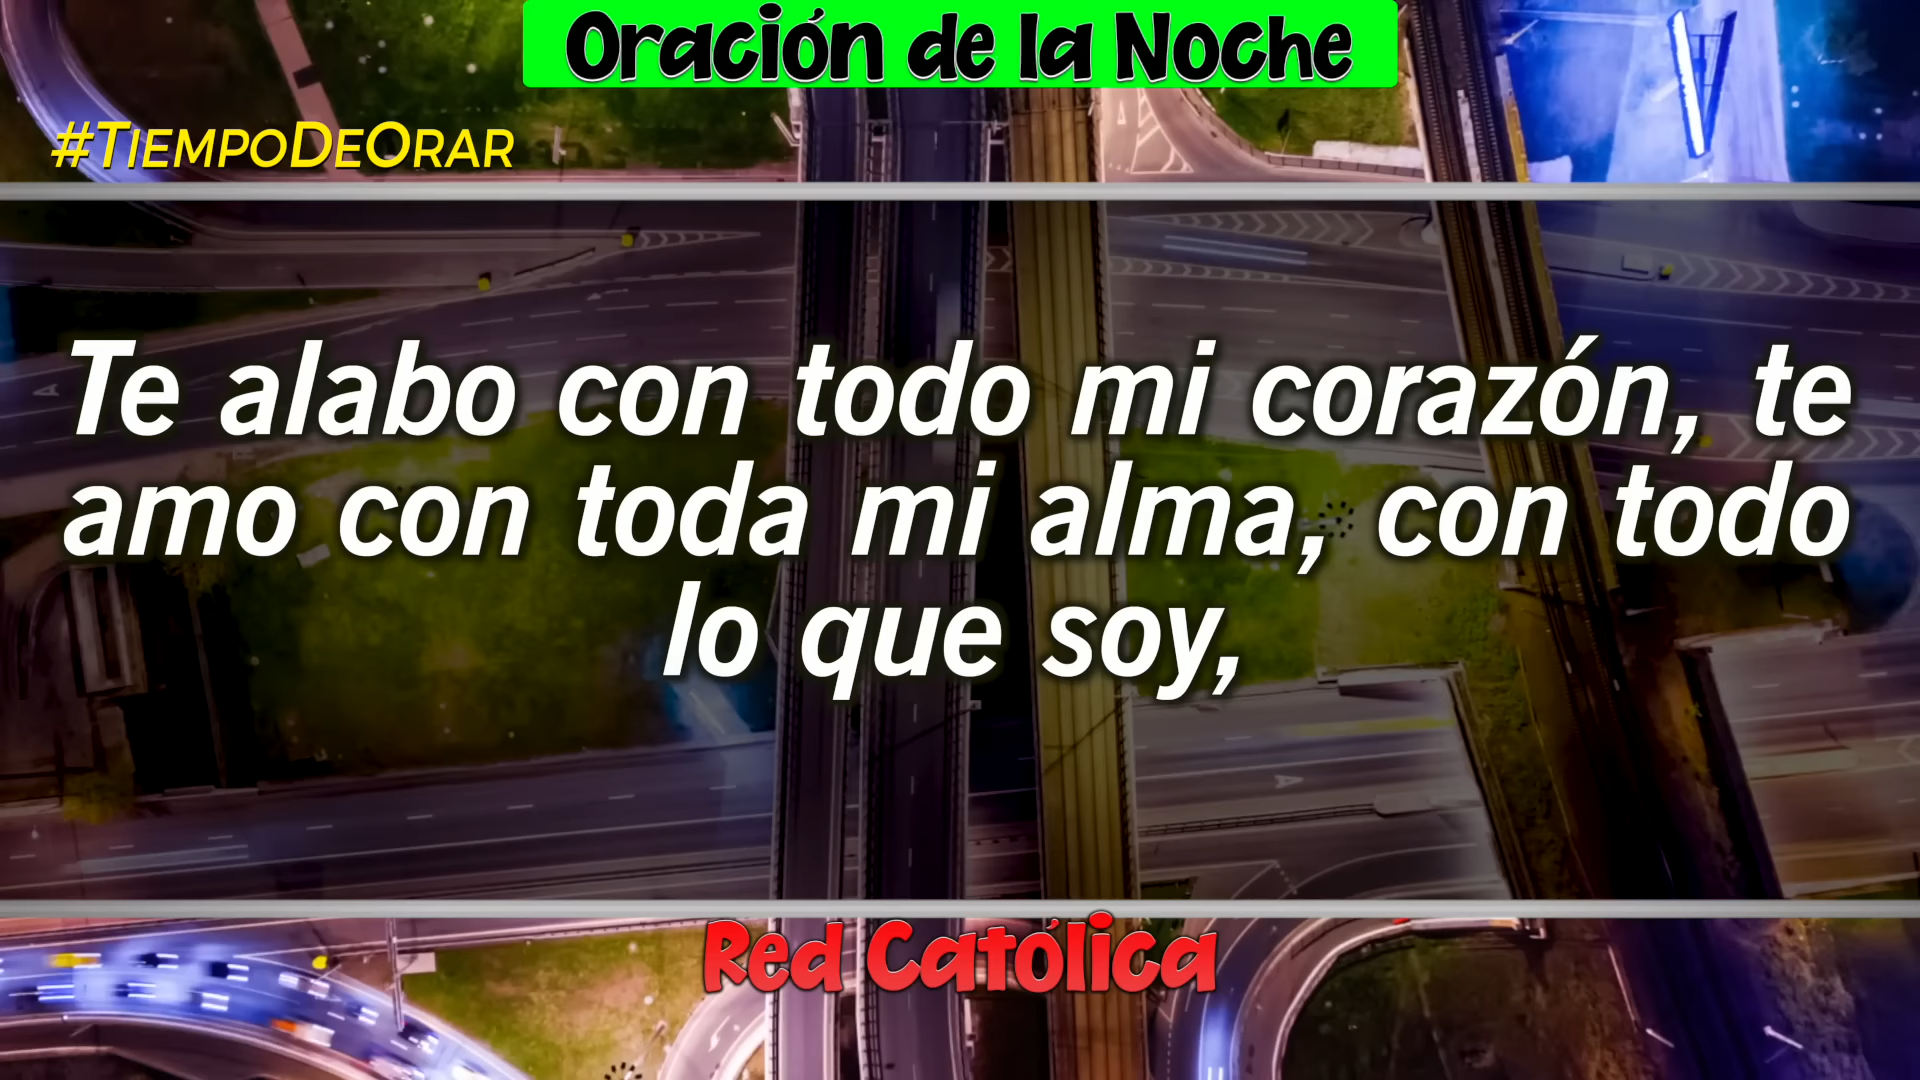 Oración de la Noche
#TiempoDeOrar
Te alabo con todo mi corazón, te
amo con toda mi alma, con todo
lo que soy,
Red Católica